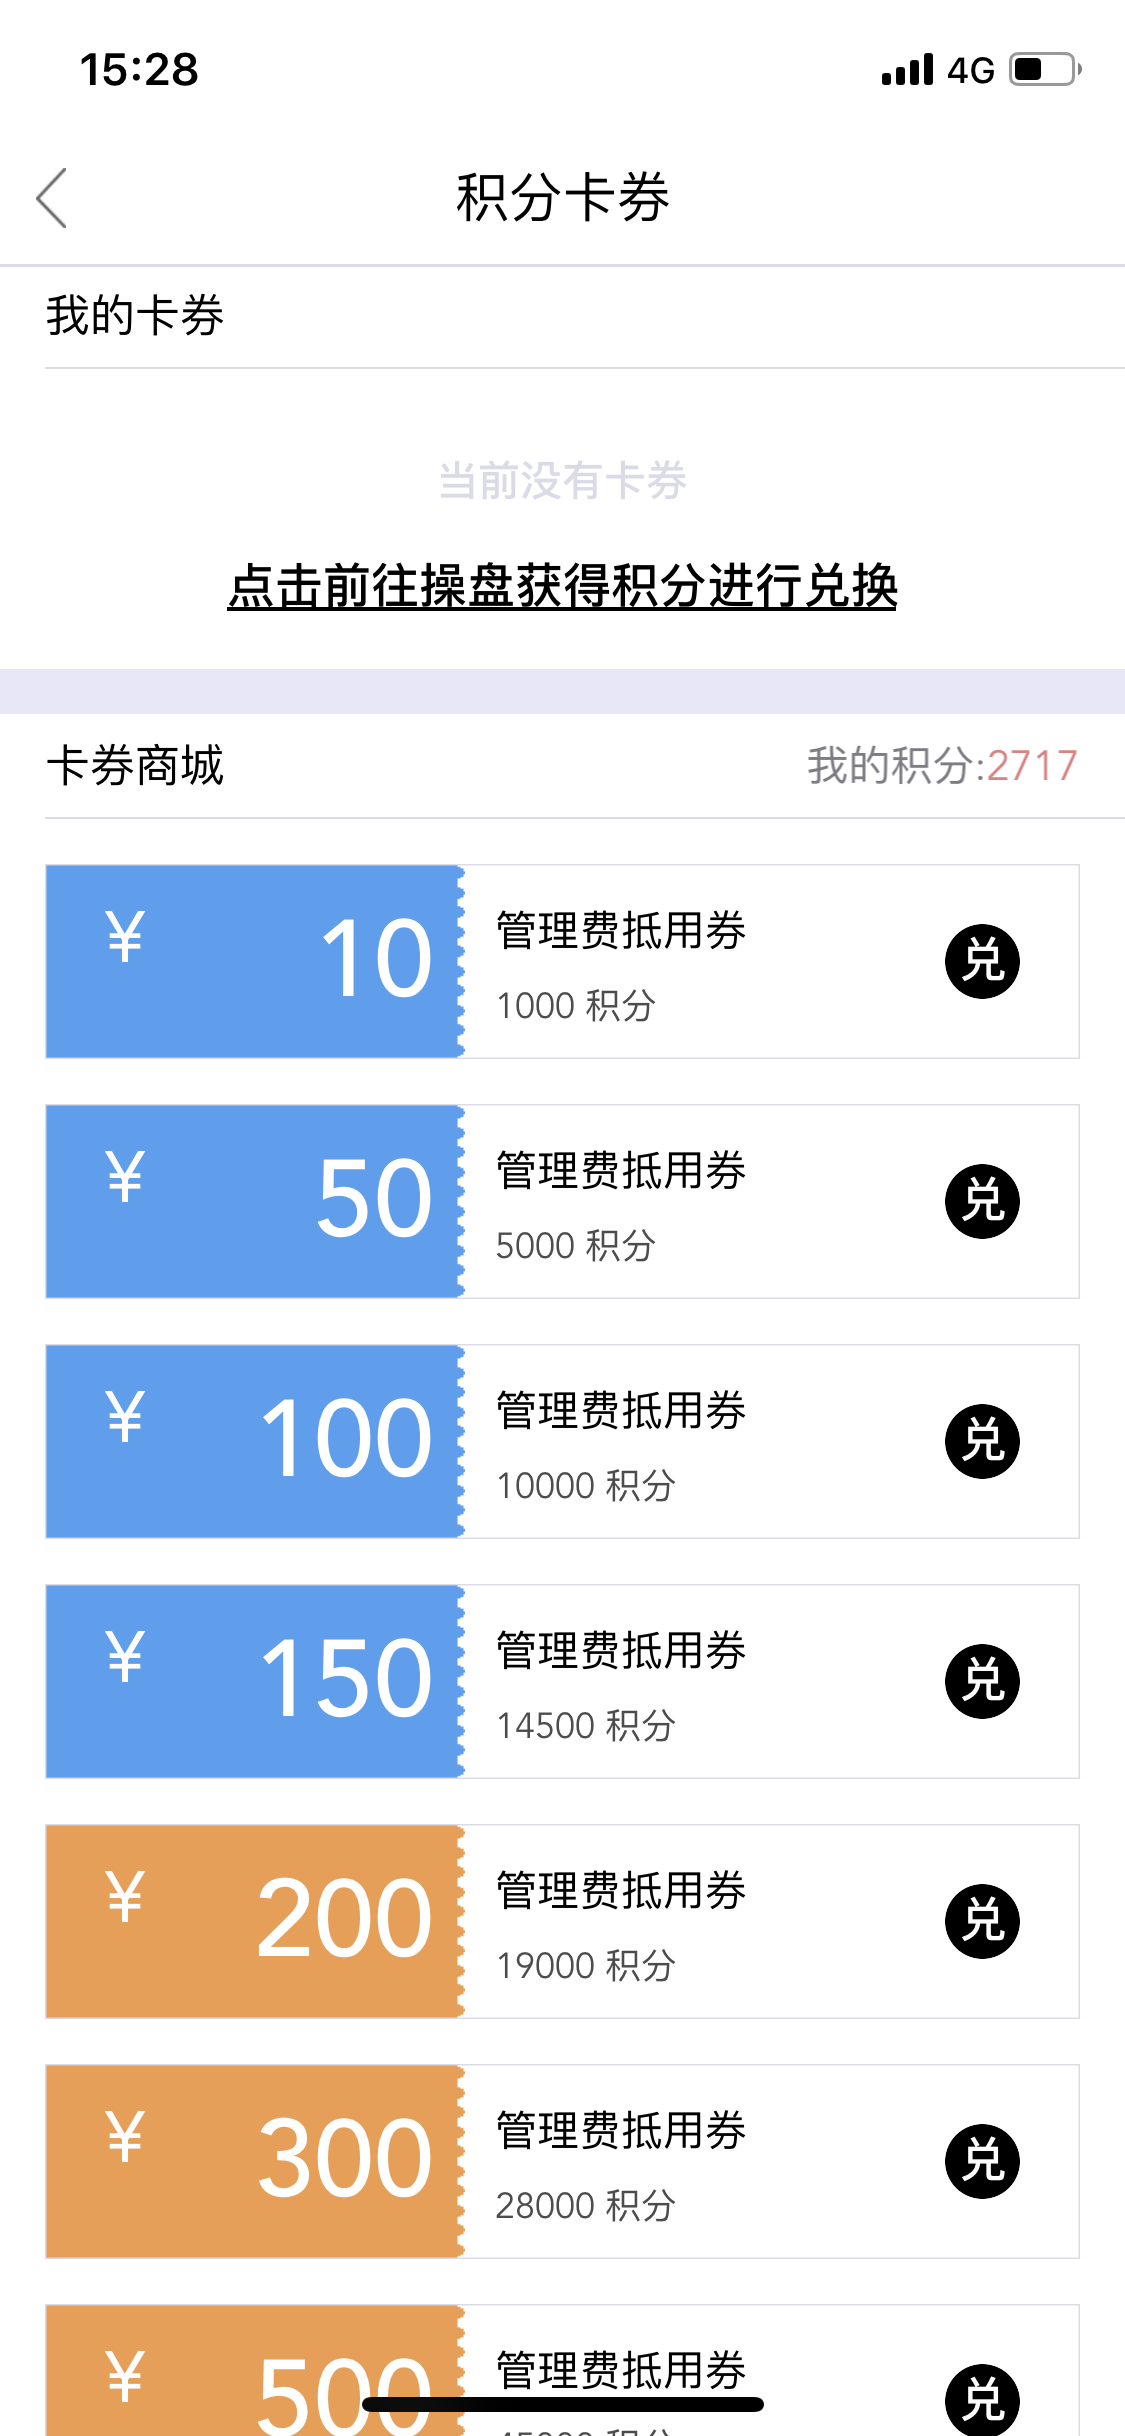 15:28
4G
积分卡券
我的卡券
当前没有卡券
点击前往操盘获得积分进行兑换
卡券商城
我的积分:2717
¥ 10
管理费抵用券
1000 积分
兑
¥ 50
管理费抵用券
5000 积分
兑
¥ 100
管理费抵用券
10000 积分
兑
¥ 150
管理费抵用券
14500 积分
兑
¥ 200
管理费抵用券
19000 积分
兑
¥ 300
管理费抵用券
28000 积分
兑
¥ 500
管理费抵用券
兑